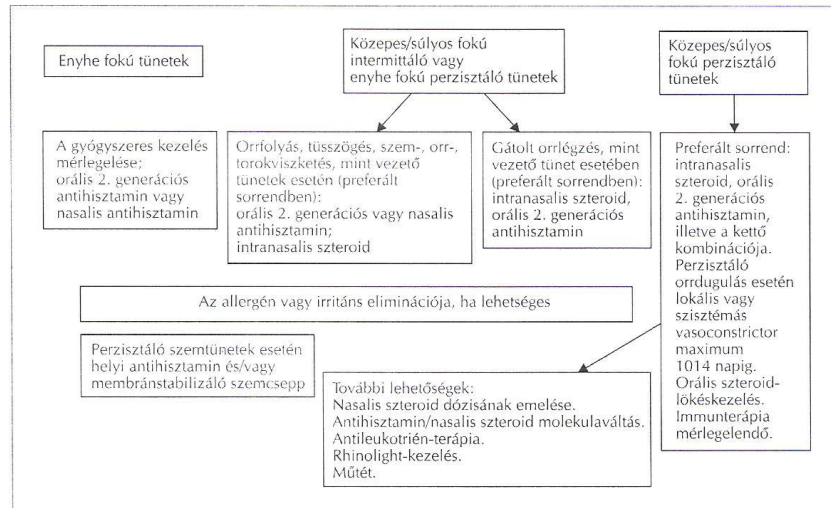 Enyhe fokú tünetek
Közepes/súlyos fokú
intermittáló vagy
enyhe fokú perzisztáló tünetek
Közepes/súlyos
fokú perzisztáló
tünetek
A gyógyszeres kezelés
mérlegelése;
orális 2. generációs
antihisztamin vagy
nasalis antihisztamin
Orrfolyás, tüsszögés, szem-, orr-,
torokviszketés, mint vezető
tünetek esetén (preferált
sorrendben):
orális 2. generációs vagy nasalis
antihisztamin;
intranasalis szteroid
Gátolt orrlégzés, mint
vezető tünet esetében
(preferált sorrendben):
intranasalis szteroid,
orális 2. generációs
antihisztamin
Preferált sorrend:
intranasalis
szteroid, orális
2. generációs
antihisztamin,
illetve a kettő
kombinációja.
Perzisztáló
orrdugulás esetén
lokális vagy
szisztémás
vasoconstrictor
maximum
1014 napig.
Orális szteroid-
lökéskezelés.
Immunterápia
mérlegelendő.
Az allergén vagy irritáns eliminációja, ha lehetséges
Perzisztáló szemtünetek esetén
helyi antihisztamin és/vagy
membránstabilizáló szemcsepp
További lehetőségek:
Nasalis szteroid dózisának emelése.
Antihisztamin/nasalis szteroid molekulaváltás.
Antileukotrién-terápia.
Rhinolight-kezelés.
Műtét.